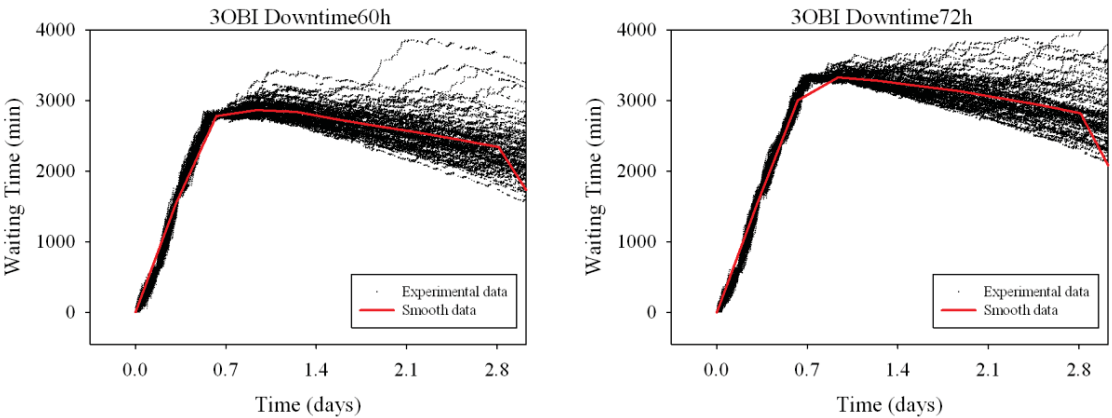 3OBI Downtime60h
4000
3000
2000
1000
0
Waiting Time (min)
Experimental data
Smooth data
0.0 0.7 1.4 2.1 2.8
Time (days)
3OBI Downtime72h
4000
3000
2000
1000
0
Waiting Time (min)
Experimental data
Smooth data
0.0 0.7 1.4 2.1 2.8
Time (days)